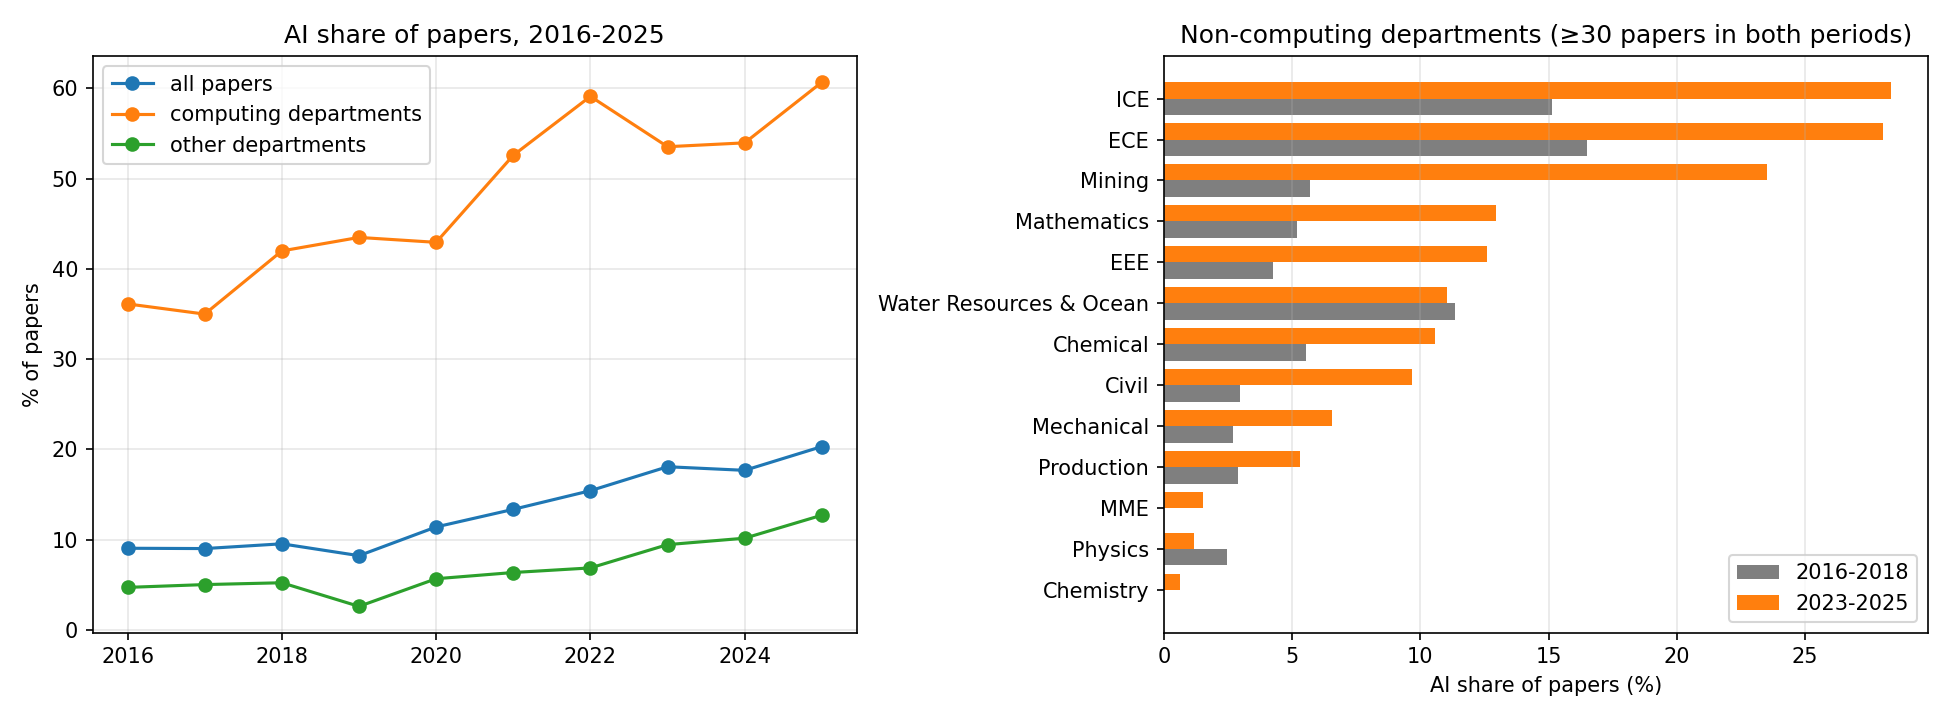 AI share of papers, 2016-2025
all papers
computing departments
other departments
% of papers
60
50
40
30
20
10
0
2016
2018
2020
2022
2024
Non-computing departments (≥30 papers in both periods)
ICE
ECE
Mining
Mathematics
EEE
Water Resources & Ocean
Chemical
Civil
Mechanical
Production
MME
Physics
Chemistry
2016-2018
2023-2025
0
5
10
15
20
25
AI share of papers (%)